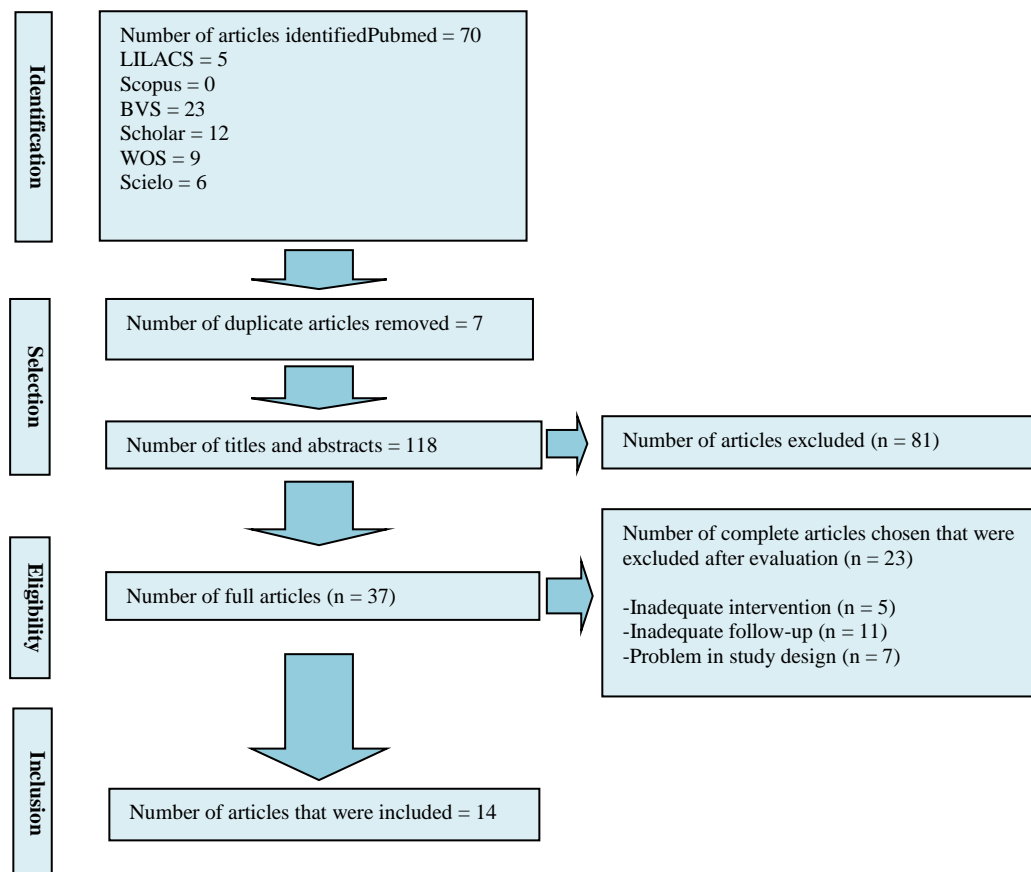 Identification
Number of articles identifiedPubmed = 70
LILACS = 5
Scopus = 0
BVS = 23
Scholar = 12
WOS = 9
Scielo = 6
Selection
Number of duplicate articles removed = 7
Number of titles and abstracts = 118
Number of articles excluded (n = 81)
Eligibility
Number of full articles (n = 37)
Number of complete articles chosen that were
excluded after evaluation (n = 23)
-Inadequate intervention (n = 5)
-Inadequate follow-up (n = 11)
-Problem in study design (n = 7)
Inclusion
Number of articles that were included = 14